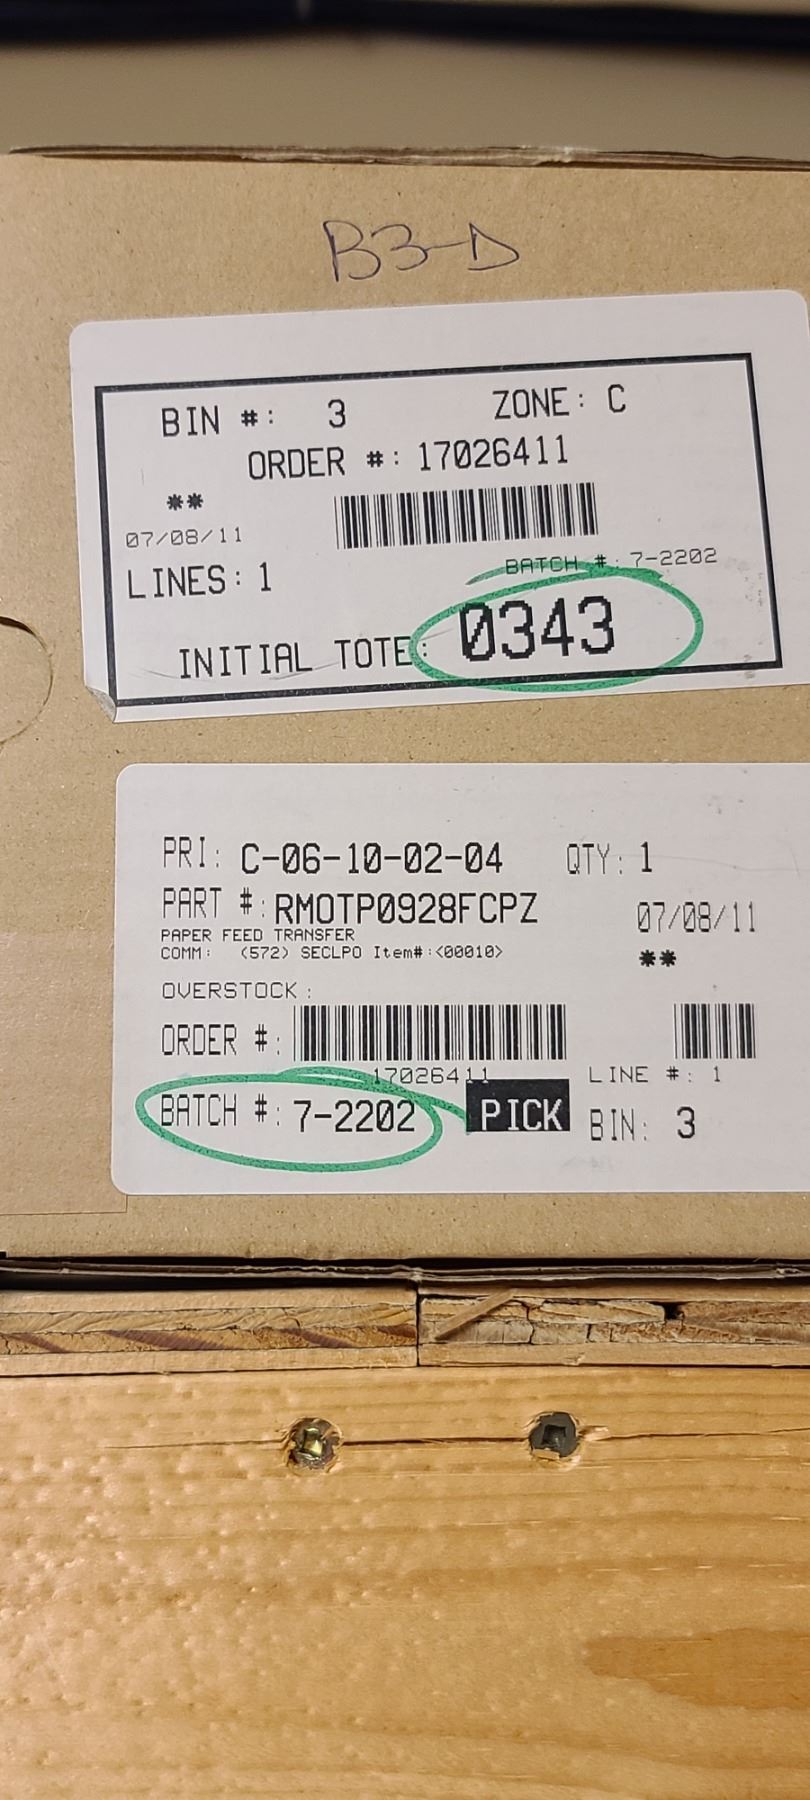 B3-D
BIN #: 3 ZONE: C
ORDER #: 17026411
**
07/08/11
BATCH #: 7-2202
LINES: 1
INITIAL TOTE: 0343
PRI: C-06-10-02-04 QTY: 1
PART #: RMOTP0928FCPZ 07/08/11
PAPER FEED TRANSFER
COMM: (572) SECLPO Item#:<00010> **
OVERSTOCK:
ORDER #:
17026411 LINE #: 1
BATCH #: 7-2202 PICK BIN: 3